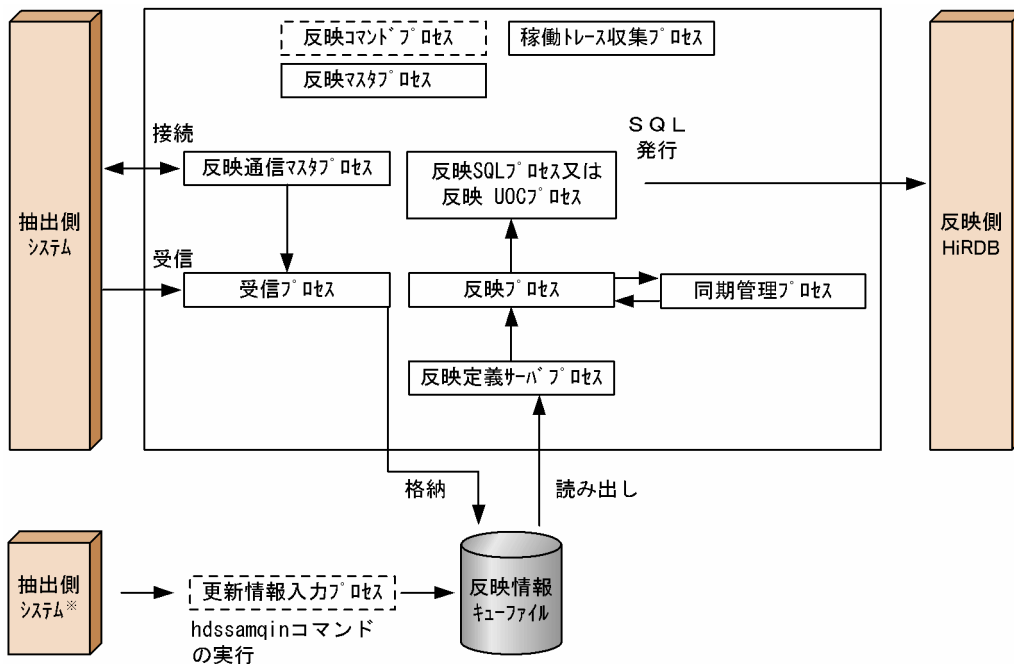 反映ｺﾏﾝﾄﾞﾌﾟﾛｾｽ
稼働ﾄﾚｰｽ収集ﾌﾟﾛｾｽ
反映ﾏｽﾀﾌﾟﾛｾｽ
接続
反映通信ﾏｽﾀﾌﾟﾛｾｽ
ＳＱＬ
発行
反映SQLﾌﾟﾛｾｽ又は
反映 UOCﾌﾟﾛｾｽ
抽出側
ｼｽﾃﾑ
反映側
HiRDB
受信
受信ﾌﾟﾛｾｽ
反映ﾌﾟﾛｾｽ
同期管理ﾌﾟﾛｾｽ
反映定義ｻｰﾊﾞﾌﾟﾛｾｽ
格納
読み出し
抽出側
ｼｽﾃﾑ※
更新情報入力ﾌﾟﾛｾｽ
hdssamqinコマンド
の実行
反映情報
ｷｭｰﾌｧｲﾙ